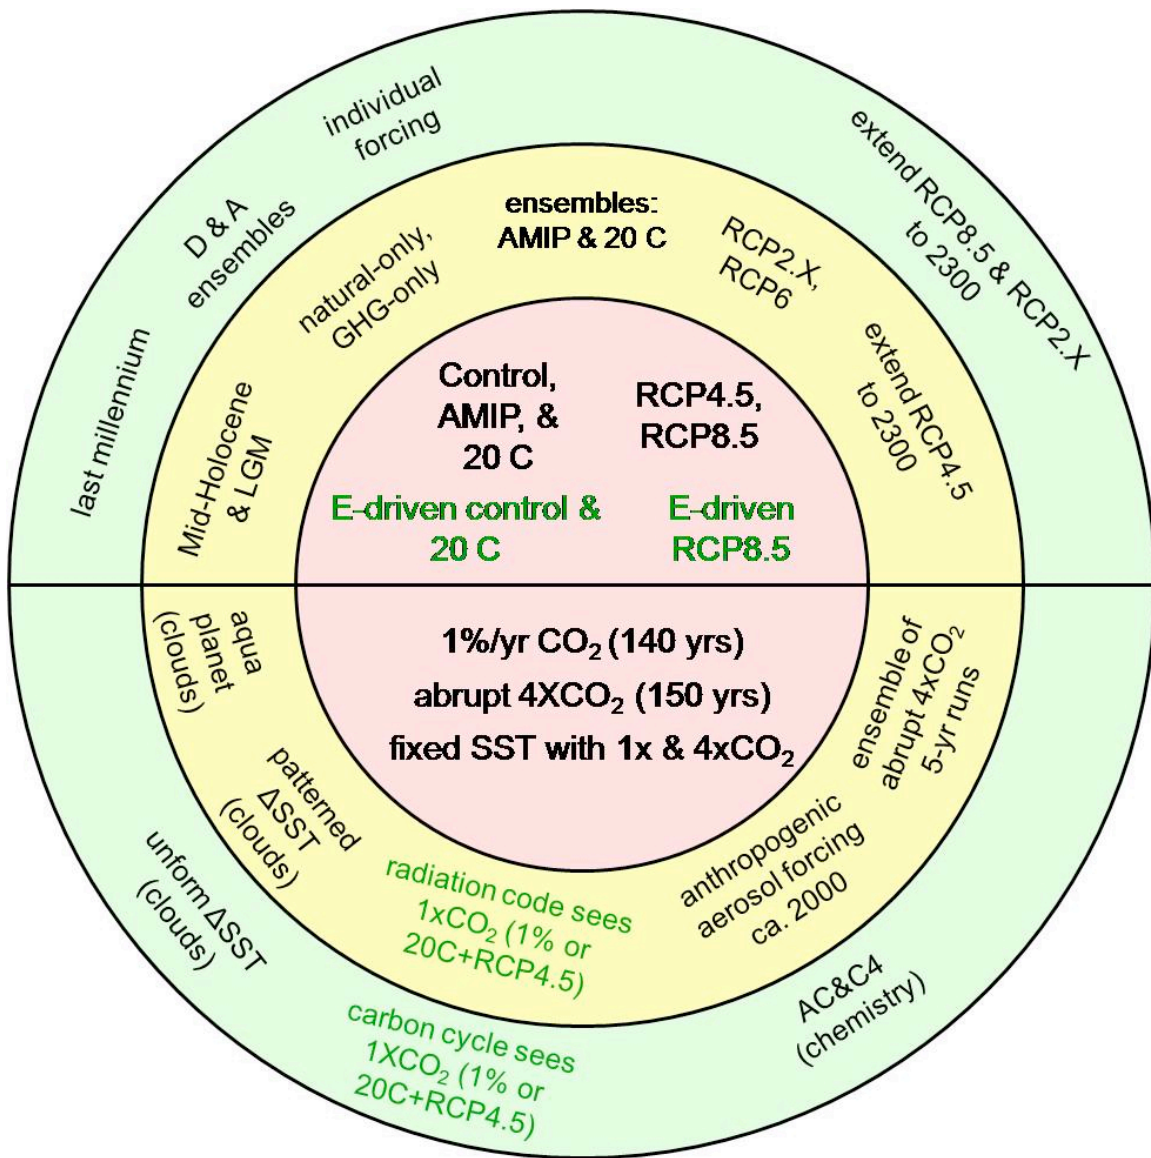 individual
forcing
D & A
ensembles
last millennium
extend RCP8.5 & RCP2.X
to 2300
ensembles:
AMIP & 20 C
natural-only,
GHG-only
Mid-Holocene
& LGM
RCP2.X,
RCP6
extend RCP4.5
to 2300
Control,
AMIP, &
20 C
RCP4.5,
RCP8.5
E-driven control &
20 C
E-driven
RCP8.5
1%/yr CO₂ (140 yrs)
abrupt 4XCO₂ (150 yrs)
fixed SST with 1x & 4xCO₂
aqua
planet
(clouds)
patterned
ΔSST
(clouds)
radiation code sees
1xCO₂ (1% or
20C+RCP4.5)
anthropogenic
aerosol forcing
ca. 2000
ensemble of
abrupt 4xCO₂
5-yr runs
unform ΔSST
(clouds)
carbon cycle sees
1XCO₂ (1% or
20C+RCP4.5)
AC&C4
(chemistry)